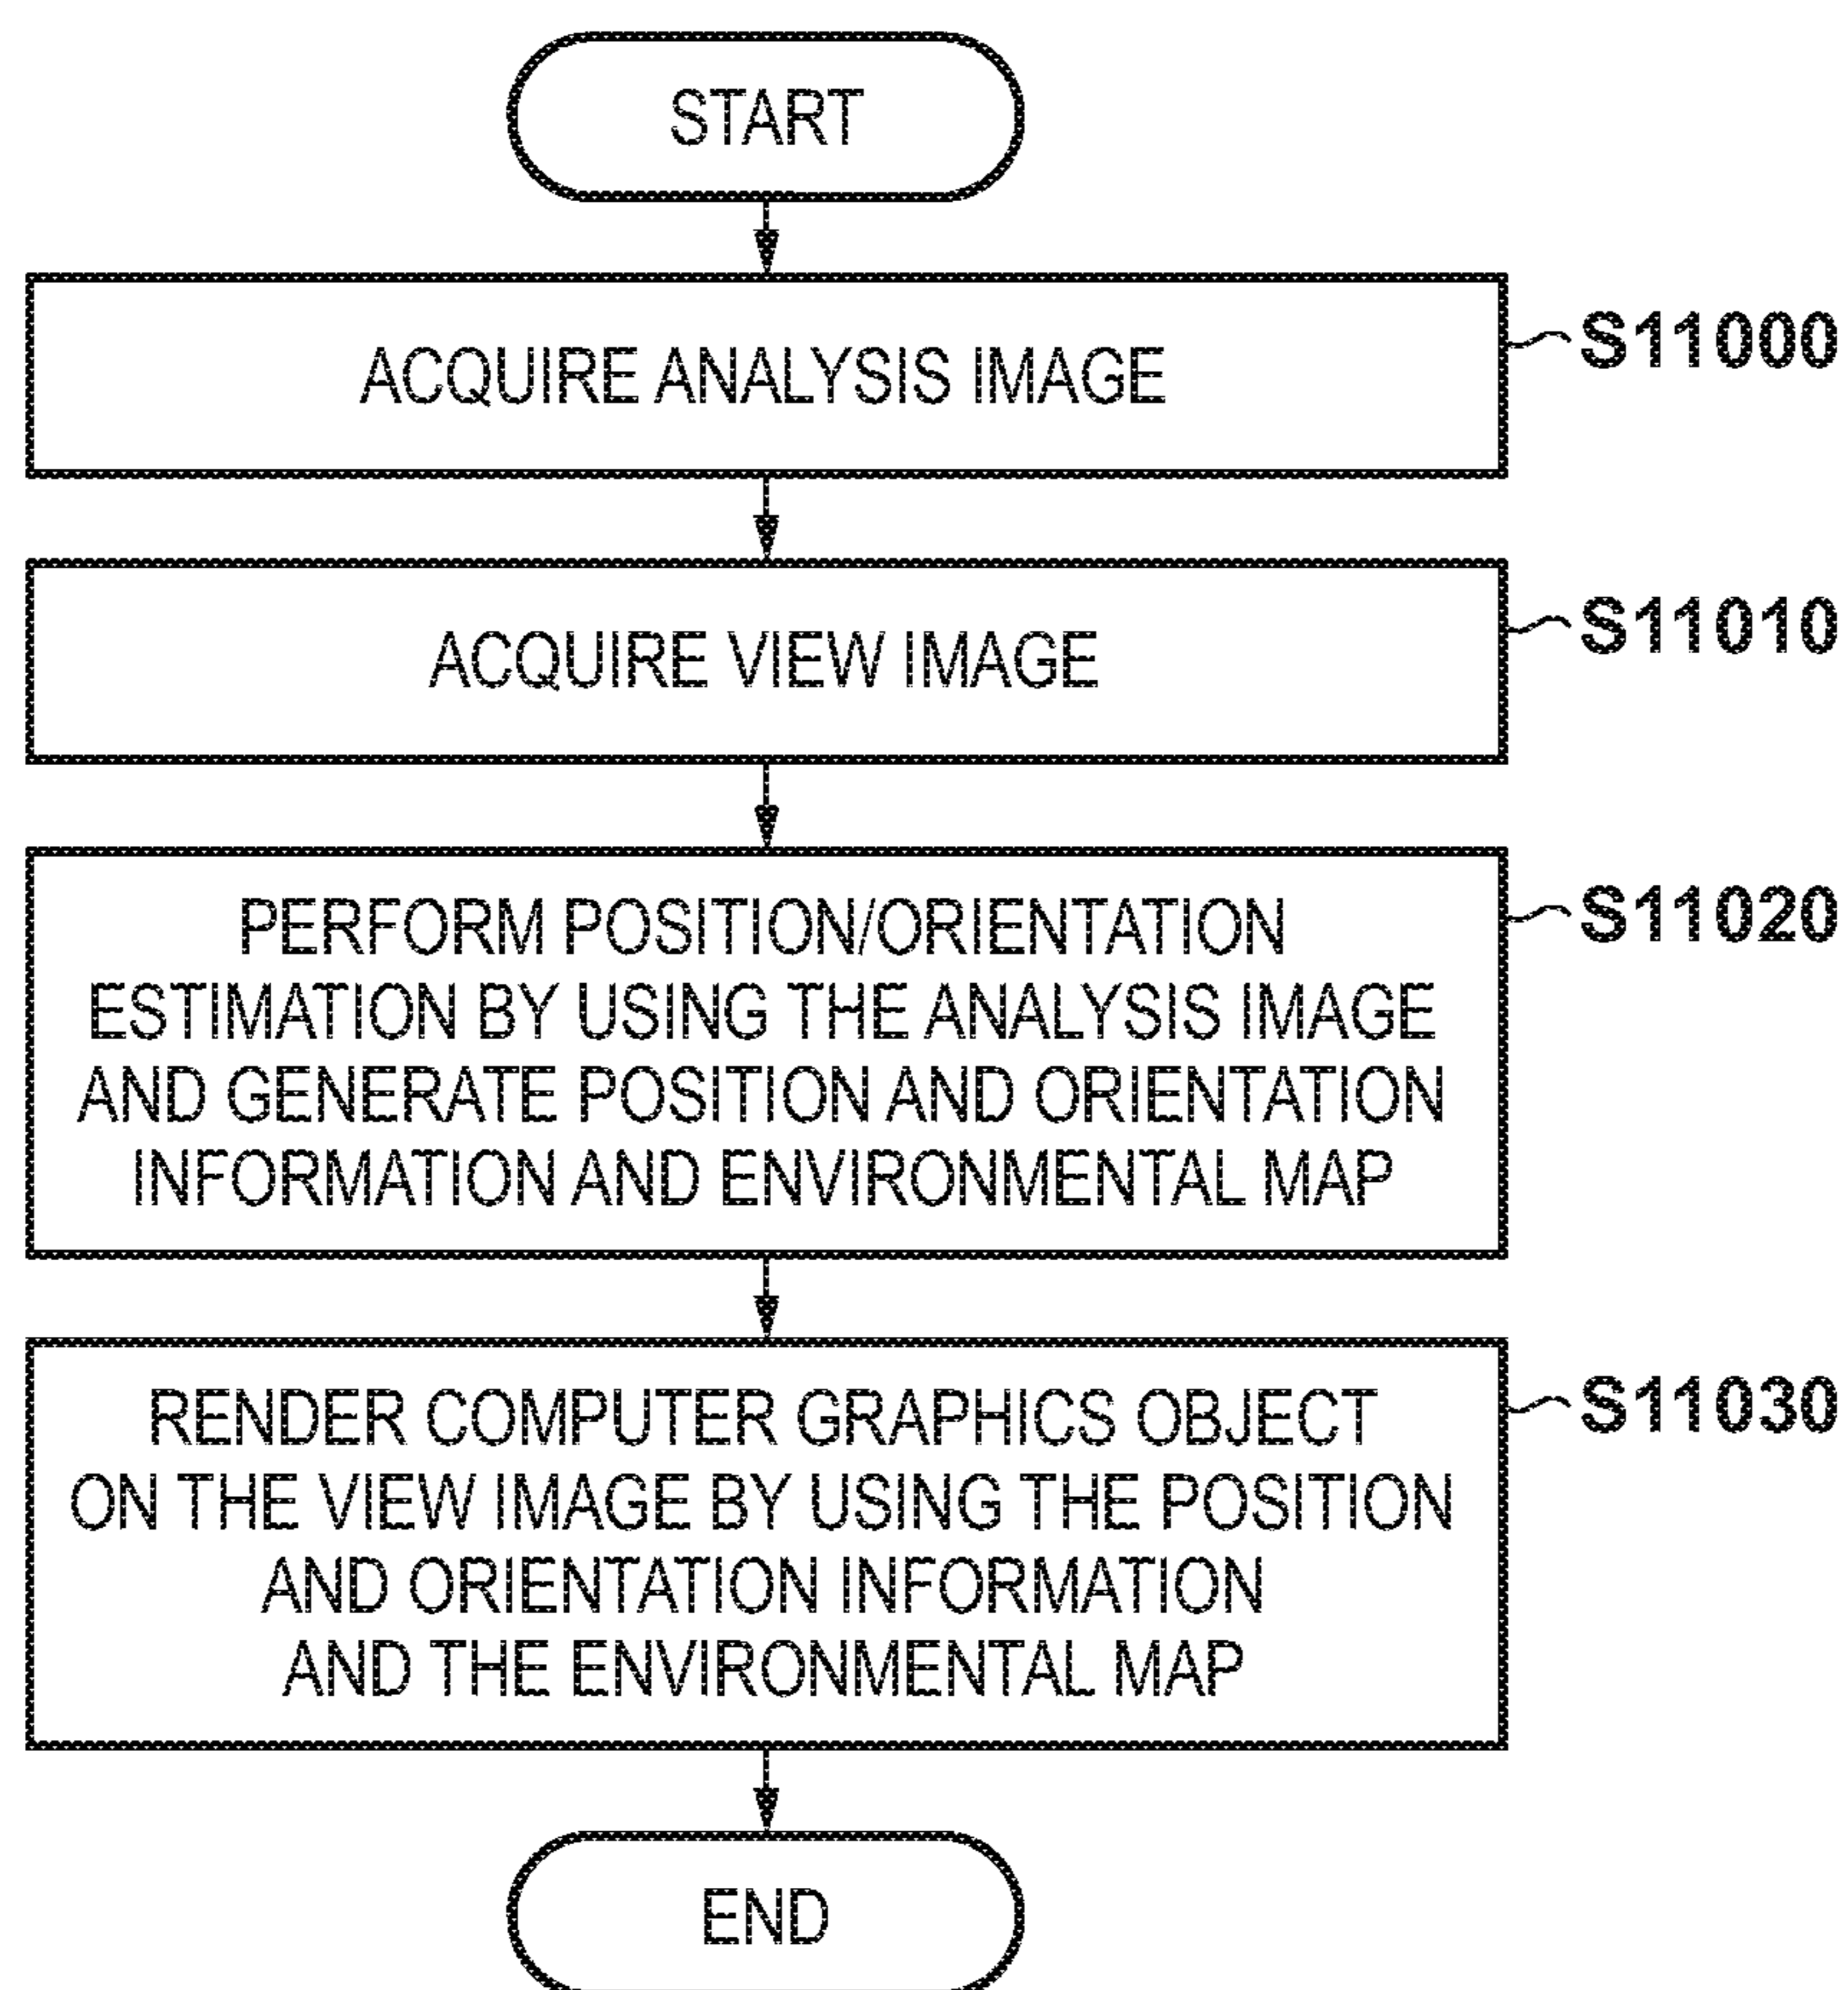 START
ACQUIRE ANALYSIS IMAGE
S11000
ACQUIRE VIEW IMAGE
S11010
PERFORM POSITION/ORIENTATION
ESTIMATION BY USING THE ANALYSIS IMAGE
AND GENERATE POSITION AND ORIENTATION
INFORMATION AND ENVIRONMENTAL MAP
S11020
RENDER COMPUTER GRAPHICS OBJECT
ON THE VIEW IMAGE BY USING THE POSITION
AND ORIENTATION INFORMATION
AND THE ENVIRONMENTAL MAP
S11030
END